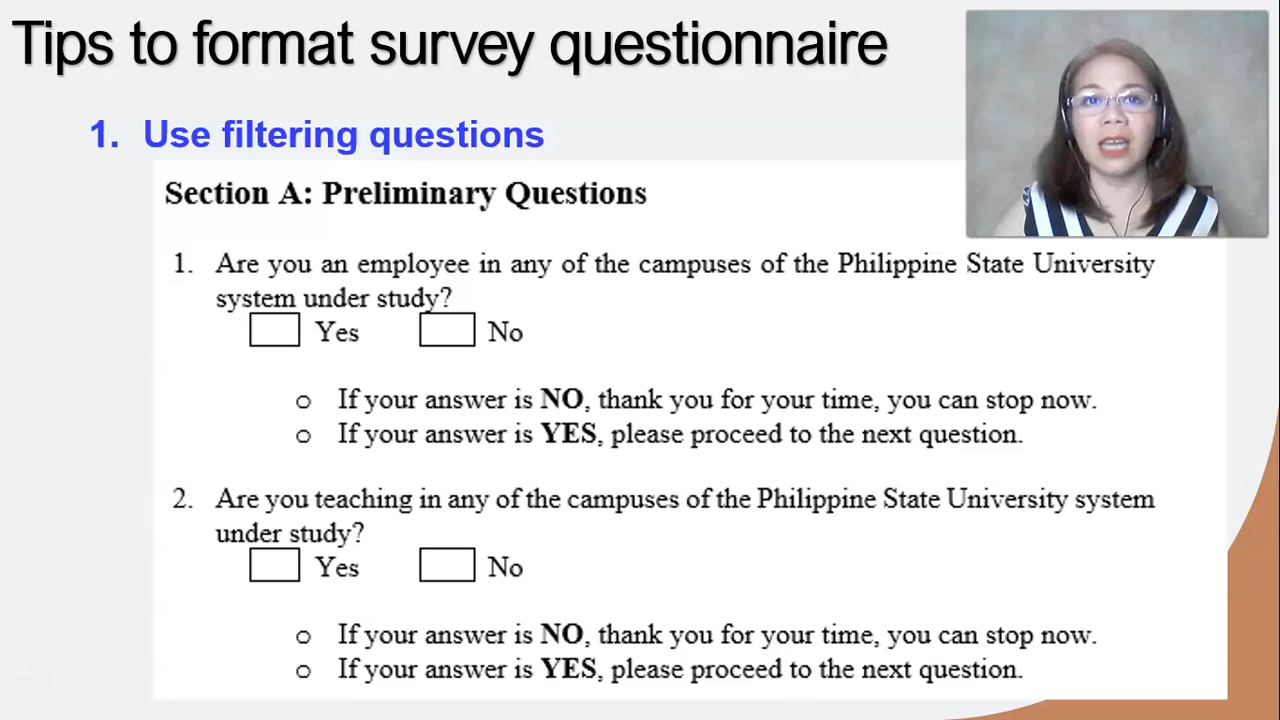 Tips to format survey questionnaire
1. Use filtering questions
Section A: Preliminary Questions
1. Are you an employee in any of the campuses of the Philippine State University
system under study?
Yes No
o If your answer is NO, thank you for your time, you can stop now.
o If your answer is YES, please proceed to the next question.
2. Are you teaching in any of the campuses of the Philippine State University system
under study?
Yes No
o If your answer is NO, thank you for your time, you can stop now.
o If your answer is YES, please proceed to the next question.